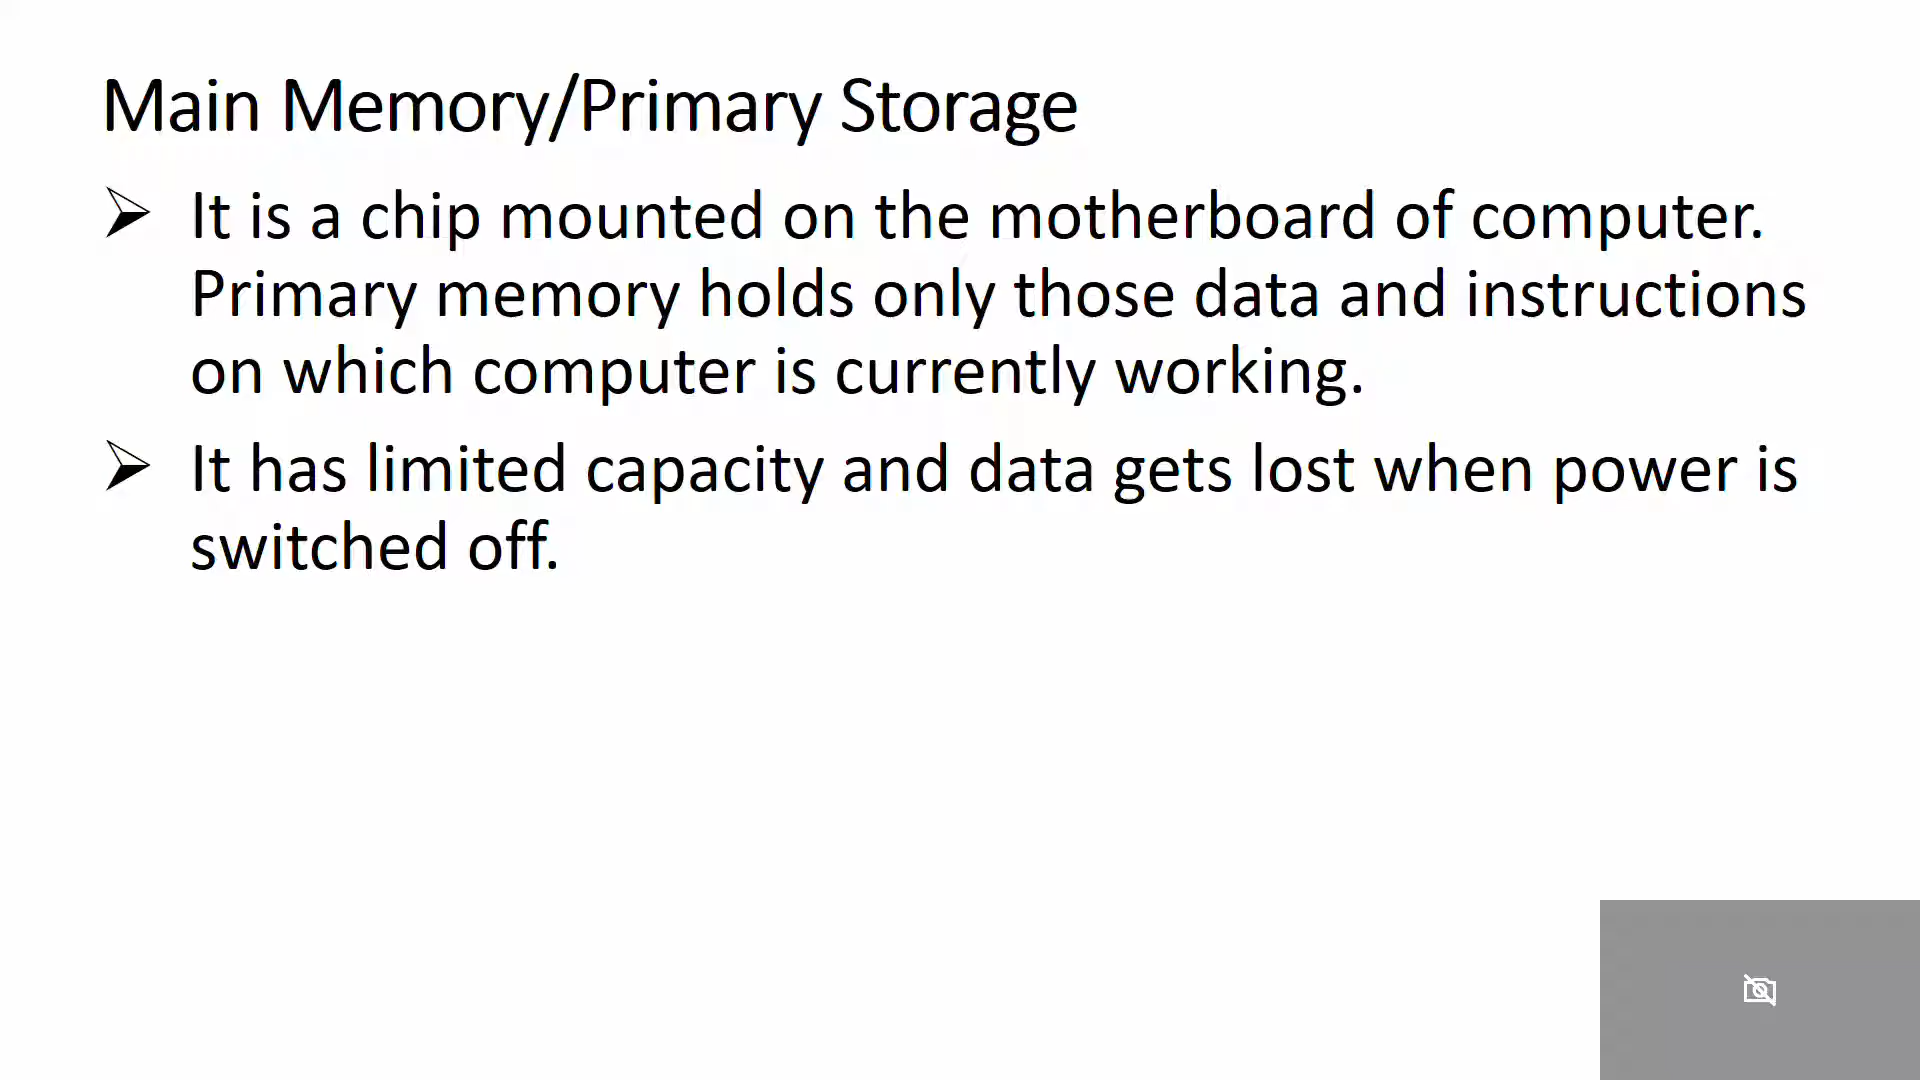 Main Memory/Primary Storage
It is a chip mounted on the motherboard of computer.
Primary memory holds only those data and instructions
on which computer is currently working.
It has limited capacity and data gets lost when power is
switched off.